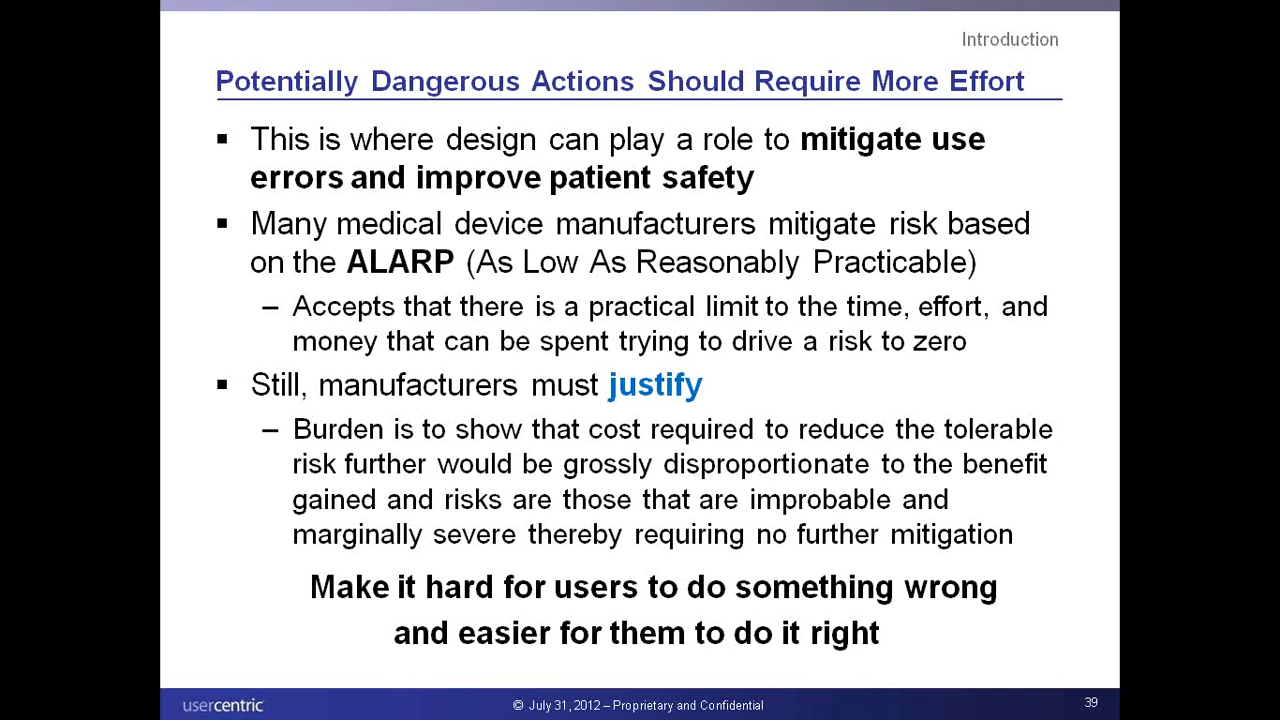 Introduction
Potentially Dangerous Actions Should Require More Effort
▪ This is where design can play a role to mitigate use
errors and improve patient safety
▪ Many medical device manufacturers mitigate risk based
on the ALARP (As Low As Reasonably Practicable)
– Accepts that there is a practical limit to the time, effort, and
money that can be spent trying to drive a risk to zero
▪ Still, manufacturers must justify
– Burden is to show that cost required to reduce the tolerable
risk further would be grossly disproportionate to the benefit
gained and risks are those that are improbable and
marginally severe thereby requiring no further mitigation
Make it hard for users to do something wrong
and easier for them to do it right
usercentric
© July 31, 2012 – Proprietary and Confidential
39